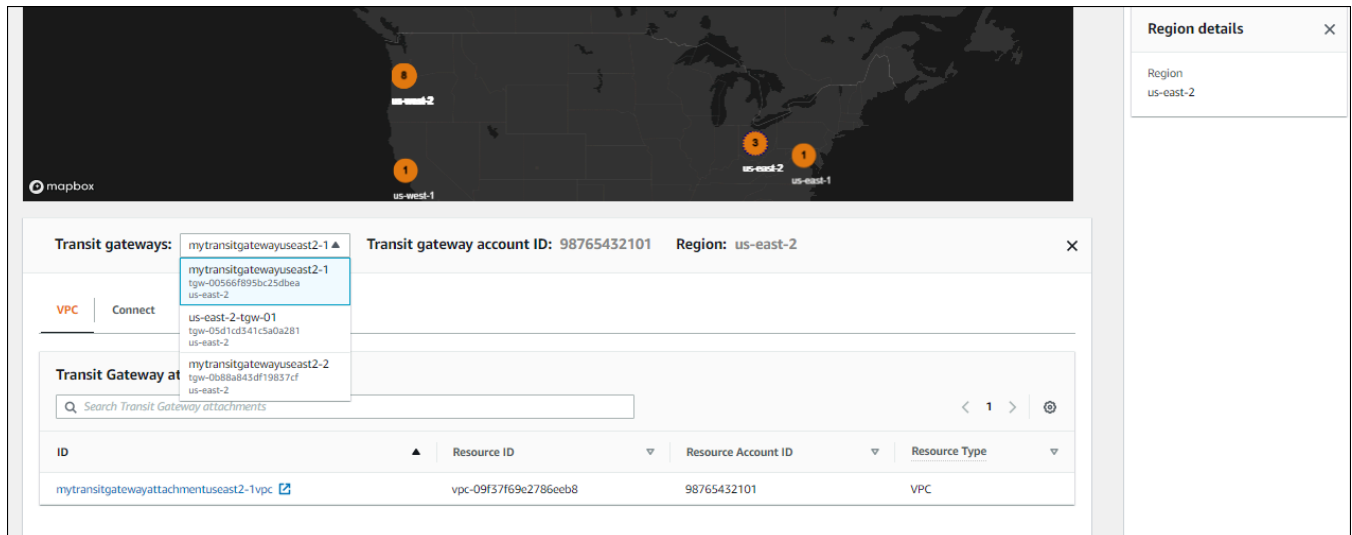 Region details
Region
us-east-2
8
us-west-2
3
us-east-2
1
us-east-1
1
us-west-1
mapbox
Transit gateways: mytransitgatewayuseast2-1 Transit gateway account ID: 98765432101 Region: us-east-2
mytransitgatewayuseast2-1
tgw-00566f895bc25dbea
us-east-2
us-east-2-tgw-01
tgw-05d1cd341c5a0a281
us-east-2
mytransitgatewayuseast2-2
tgw-0b88a843df19837cf
us-east-2
VPC Connect
Transit Gateway at
Search Transit Gateway attachments
1
ID Resource ID Resource Account ID Resource Type
mytransitgatewayattachmentuseast2-1vpc vpc-09f37f69e2786eeb8 98765432101 VPC